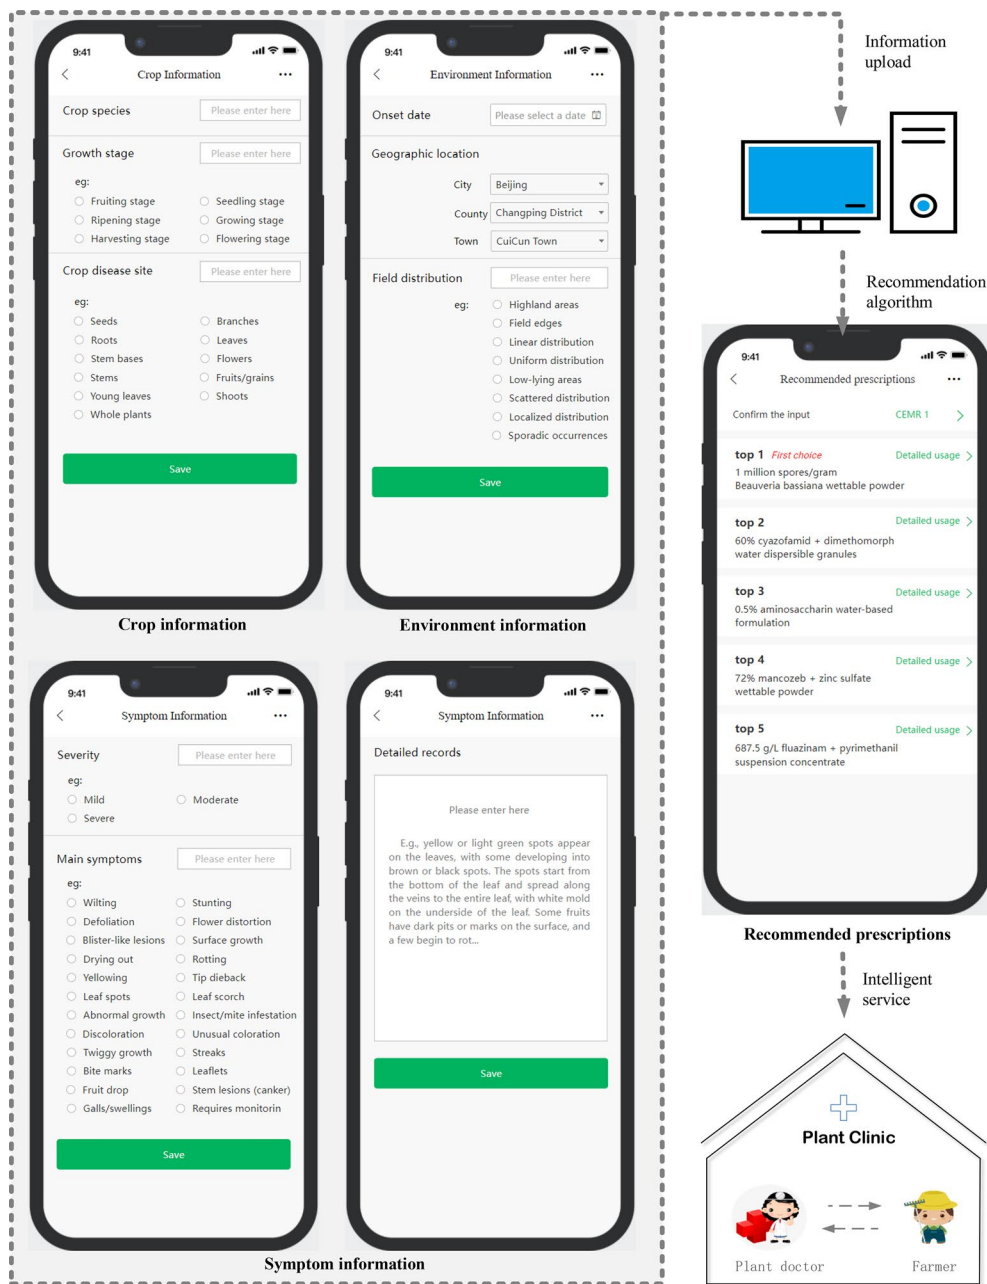 9:41
Crop Information
Crop species
Please enter here
Growth stage
Please enter here
eg:
Fruiting stage
Seedling stage
Ripening stage
Growing stage
Harvesting stage
Flowering stage
Crop disease site
Please enter here
eg:
Seeds
Branches
Roots
Leaves
Stem bases
Flowers
Stems
Fruits/grains
Young leaves
Shoots
Whole plants
Save
Crop information
9:41
Environment Information
Onset date
Please select a date
Geographic location
City
Beijing
County
Changping District
Town
CuiCun Town
Field distribution
Please enter here
eg:
Highland areas
Field edges
Linear distribution
Uniform distribution
Low-lying areas
Scattered distribution
Localized distribution
Sporadic occurrences
Save
Environment information
9:41
Symptom Information
Severity
Please enter here
eg:
Mild
Moderate
Severe
Main symptoms
Please enter here
eg:
Wilting
Stunting
Defoliation
Flower distortion
Blister-like lesions
Surface growth
Drying out
Rotting
Yellowing
Tip dieback
Leaf spots
Leaf scorch
Abnormal growth
Insect/mite infestation
Discoloration
Unusual coloration
Twiggy growth
Streaks
Bite marks
Leaflets
Fruit drop
Stem lesions (canker)
Galls/swellings
Requires monitorin
Save
9:41
Symptom Information
Detailed records
Please enter here
E.g., yellow or light green spots appear
on the leaves, with some developing into
brown or black spots. The spots start from
the bottom of the leaf and spread along
the veins to the entire leaf, with white mold
on the underside of the leaf. Some fruits
have dark pits or marks on the surface, and
a few begin to rot...
Save
Symptom information
Information
upload
Recommendation
algorithm
9:41
Recommended prescriptions
Confirm the input
CEMR 1
top 1 First choice
Detailed usage
1 million spores/gram
Beauveria bassiana wettable powder
top 2
Detailed usage
60% cyazofamid + dimethomorph
water dispersible granules
top 3
Detailed usage
0.5% aminosaccharin water-based
formulation
top 4
Detailed usage
72% mancozeb + zinc sulfate
wettable powder
top 5
Detailed usage
687.5 g/L fluazinam + pyrimethanil
suspension concentrate
Recommended prescriptions
Intelligent
service
Plant Clinic
Plant doctor
Farmer